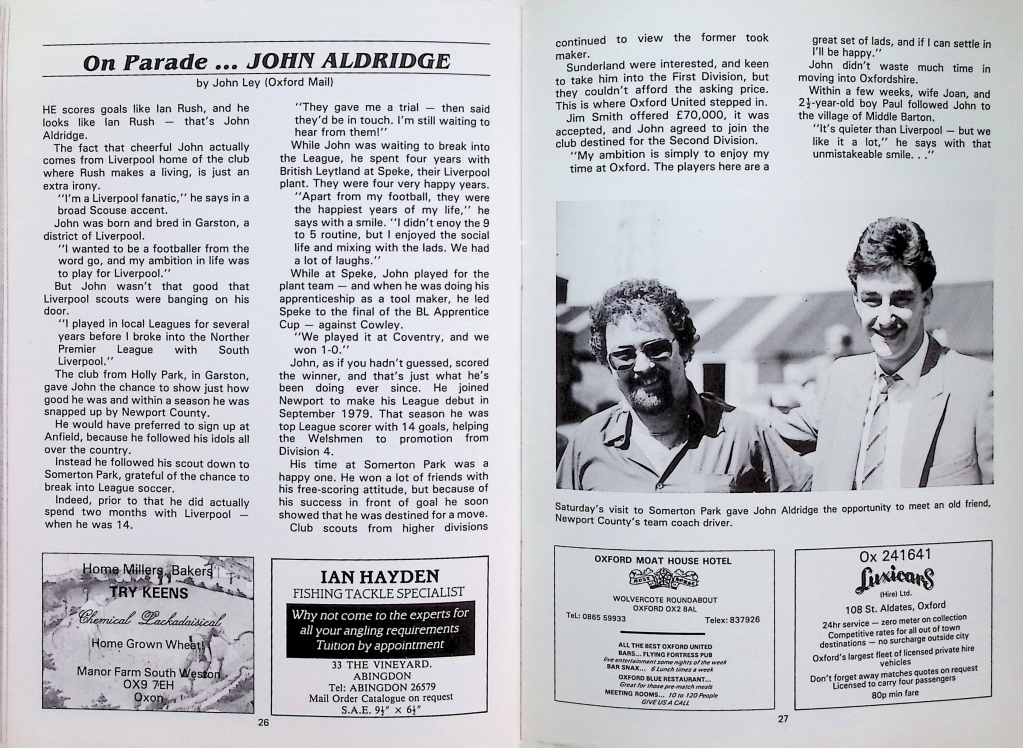 On Parade ... JOHN ALDRIDGE
by John Ley (Oxford Mail)
HE scores goals like Ian Rush, and he
looks like Ian Rush — that's John
Aldridge.
The fact that cheerful John actually
comes from Liverpool home of the club
where Rush makes a living, is just an
extra irony.
"I'm a Liverpool fanatic," he says in a
broad Scouse accent.
John was born and bred in Garston, a
district of Liverpool.
"I wanted to be a footballer from the
word go, and my ambition in life was
to play for Liverpool."
But John wasn't that good that
Liverpool scouts were banging on his
door.
"I played in local Leagues for several
years before I broke into the Norther
Premier League with South
Liverpool."
The club from Holly Park, in Garston,
gave John the chance to show just how
good he was and within a season he was
snapped up by Newport County.
He would have preferred to sign up at
Anfield, because he followed his idols all
over the country.
Instead he followed his scout down to
Somerton Park, grateful of the chance to
break into League soccer.
Indeed, prior to that he did actually
spend two months with Liverpool —
when he was 14.
"They gave me a trial — then said
they'd be in touch. I'm still waiting to
hear from them!"
While John was waiting to break into
the League, he spent four years with
British Leytland at Speke, their Liverpool
plant. They were four very happy years.
"Apart from my football, they were
the happiest years of my life," he
says with a smile. "I didn't enoy the 9
to 5 routine, but I enjoyed the social
life and mixing with the lads. We had
a lot of laughs."
While at Speke, John played for the
plant team — and when he was doing his
apprenticeship as a tool maker, he led
Speke to the final of the BL Apprentice
Cup — against Cowley.
"We played it at Coventry, and we
won 1-0."
John, as if you hadn't guessed, scored
the winner, and that's just what he's
been doing ever since. He joined
Newport to make his League debut in
September 1979. That season he was
top League scorer with 14 goals, helping
the Welshmen to promotion from
Division 4.
His time at Somerton Park was a
happy one. He won a lot of friends with
his free-scoring attitude, but because of
his success in front of goal he soon
showed that he was destined for a move.
Club scouts from higher divisions
Home Millers, Bakers
TRY KEENS
Chemical Lackadaisical
Home Grown Wheat
Manor Farm South Weston
OX9 7EH
Oxon
IAN HAYDEN
FISHING TACKLE SPECIALIST
Why not come to the experts for
all your angling requirements
Tuition by appointment
33 THE VINEYARD.
ABINGDON
Tel: ABINGDON 26579
Mail Order Catalogue on request
S.A.E. 9½" × 6½"
26
continued to view the former took
maker.
Sunderland were interested, and keen
to take him into the First Division, but
they couldn't afford the asking price.
This is where Oxford United stepped in.
Jim Smith offered £70,000, it was
accepted, and John agreed to join the
club destined for the Second Division.
"My ambition is simply to enjoy my
time at Oxford. The players here are a
great set of lads, and if I can settle in
I'll be happy."
John didn't waste much time in
moving into Oxfordshire.
Within a few weeks, wife Joan, and
2½-year-old boy Paul followed John to
the village of Middle Barton.
"It's quieter than Liverpool — but we
like it a lot," he says with that
unmistakeable smile. . ."
Saturday's visit to Somerton Park gave John Aldridge the opportunity to meet an old friend,
Newport County's team coach driver.
OXFORD MOAT HOUSE HOTEL
MOAT HOUSE
WOLVERCOTE ROUNDABOUT
OXFORD OX2 8AL
Tel.: 0865 59933
Telex: 837926
ALL THE BEST OXFORD UNITED
BARS... FLYING FORTRESS PUB
live entertainment some nights of the week
BAR SNAX... 6 Lunch times a week
OXFORD BLUE RESTAURANT...
Great for those pre-match meals
MEETING ROOMS... 10 to 120 People
GIVE US A CALL
Ox 241641
Luxicars
(Hire) Ltd.
108 St. Aldates, Oxford
24hr service — zero meter on collection
Competitive rates for all out of town
destinations — no surcharge outside city
Oxford's largest fleet of licensed private hire
vehicles
Don't forget away matches quotes on request
Licensed to carry four passengers
80p min fare
27